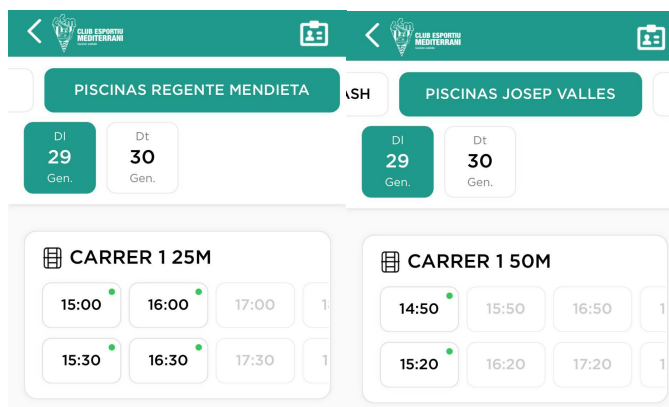 CLUB ESPORTIU
MEDITERRANI
PISCINAS REGENTE MENDIETA
Dl
29
Gen.
Dt
30
Gen.
CARRER 1 25M
15:00 16:00 17:00
15:30 16:30 17:30
CLUB ESPORTIU
MEDITERRANI
PISCINAS JOSEP VALLES
Dl
29
Gen.
Dt
30
Gen.
CARRER 1 50M
14:50 15:50 16:50
15:20 16:20 17:20